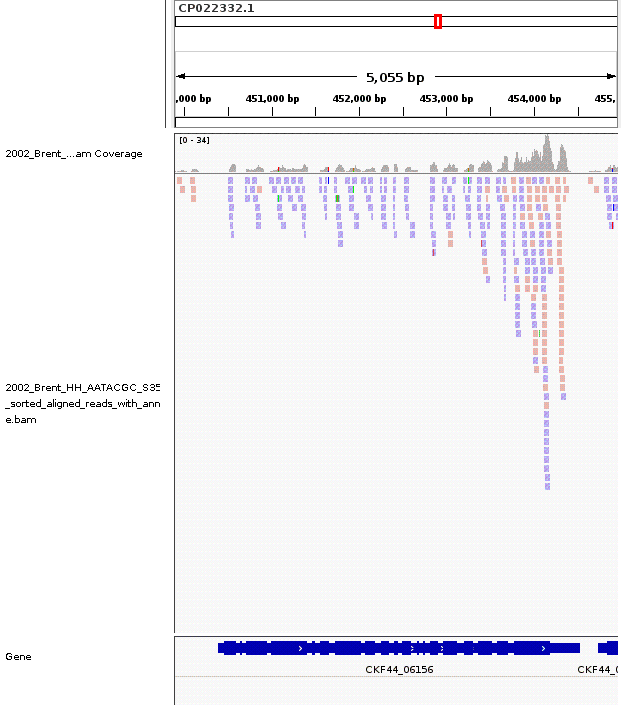 CP022332.1
5,055 bp
,000 bp 451,000 bp 452,000 bp 453,000 bp 454,000 bp 455,
[0 - 34]
2002_Brent_...am Coverage
2002_Brent_HH_AATACGC_S35
_sorted_aligned_reads_with_ann
e.bam
Gene
CKF44_06156 CKF44_0